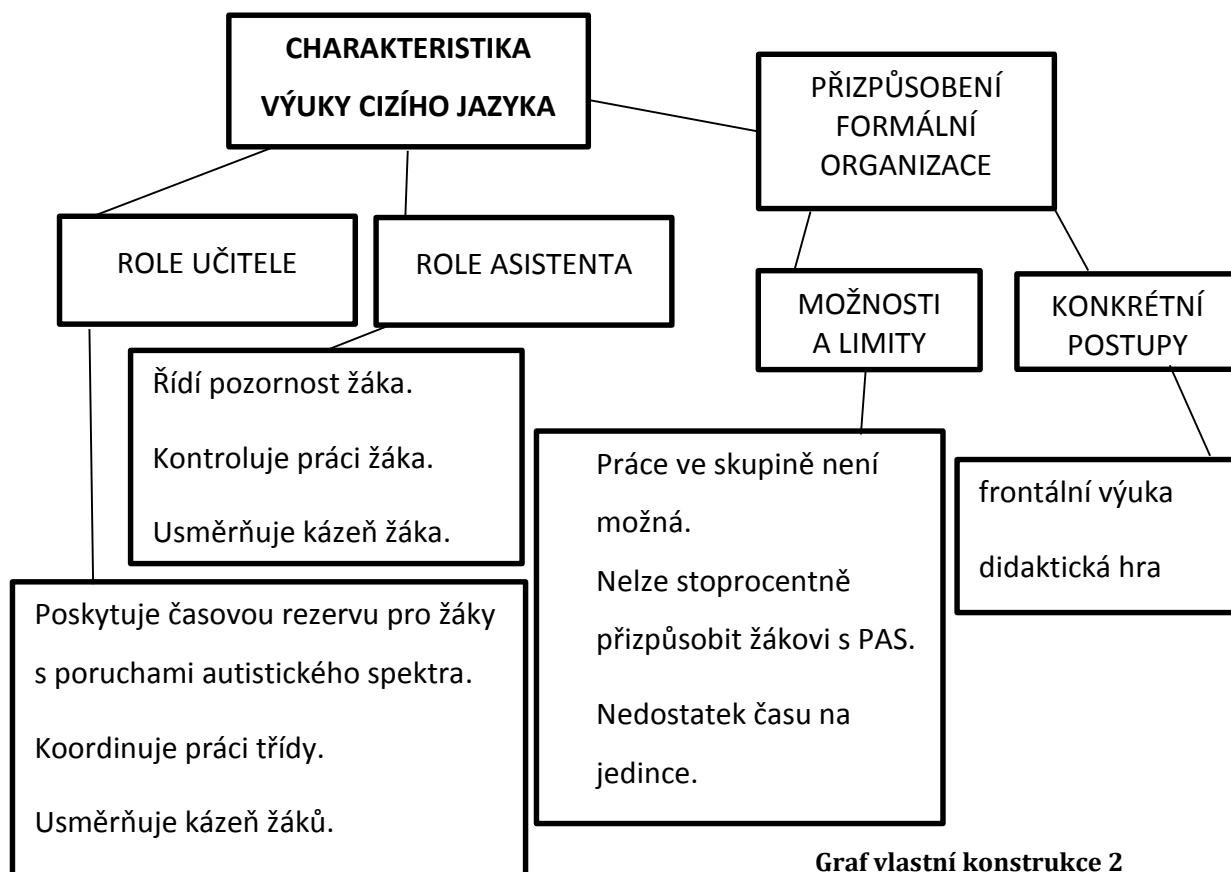 CHARAKTERISTIKA
VÝUKY CIZÍHO JAZYKA
PŘIZPŮSOBENÍ
FORMÁLNÍ
ORGANIZACE
ROLE UČITELE
ROLE ASISTENTA
MOŽNOSTI
A LIMITY
KONKRÉTNÍ
POSTUPY
Řídí pozornost žáka.
Kontroluje práci žáka.
Usměrňuje kázeň žáka.
Práce ve skupině není
možná.
Nelze stoprocentně
přizpůsobit žákovi s PAS.
Nedostatek času na
jedince.
frontální výuka
didaktická hra
Poskytuje časovou rezervu pro žáky
s poruchami autistického spektra.
Koordinuje práci třídy.
Usměrňuje kázeň žáků.
Graf vlastní konstrukce 2